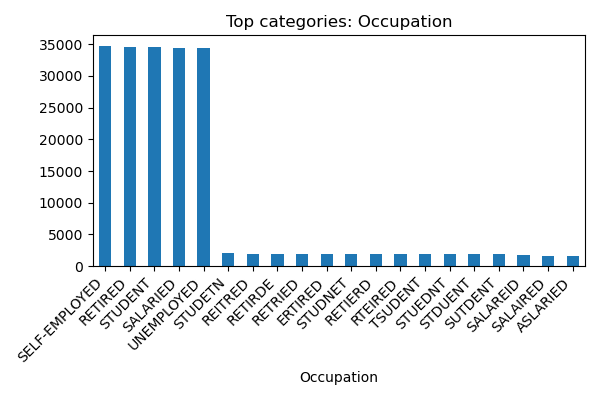 Top categories: Occupation
35000
30000
25000
20000
15000
10000
5000
0
SELF-EMPLOYED
RETIRED
STUDENT
SALARIED
UNEMPLOYED
STUDETN
REITRED
RETIRDE
RETRIED
ERTIRED
STUDNET
RETIERD
RTEIRED
TSUDENT
STUEDNT
STDUENT
SUTDENT
SALAREID
SALAIRED
ASLARIED
Occupation